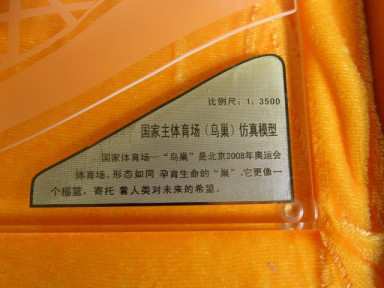 比例尺：1：3500
国家主体育场（鸟巢）仿真模型
国家体育场—“鸟巢”是北京2008年奥运会
体育场，形态如同 孕育生命的“巢”，它更像一
个摇篮，寄托 着人类对未来的希望。